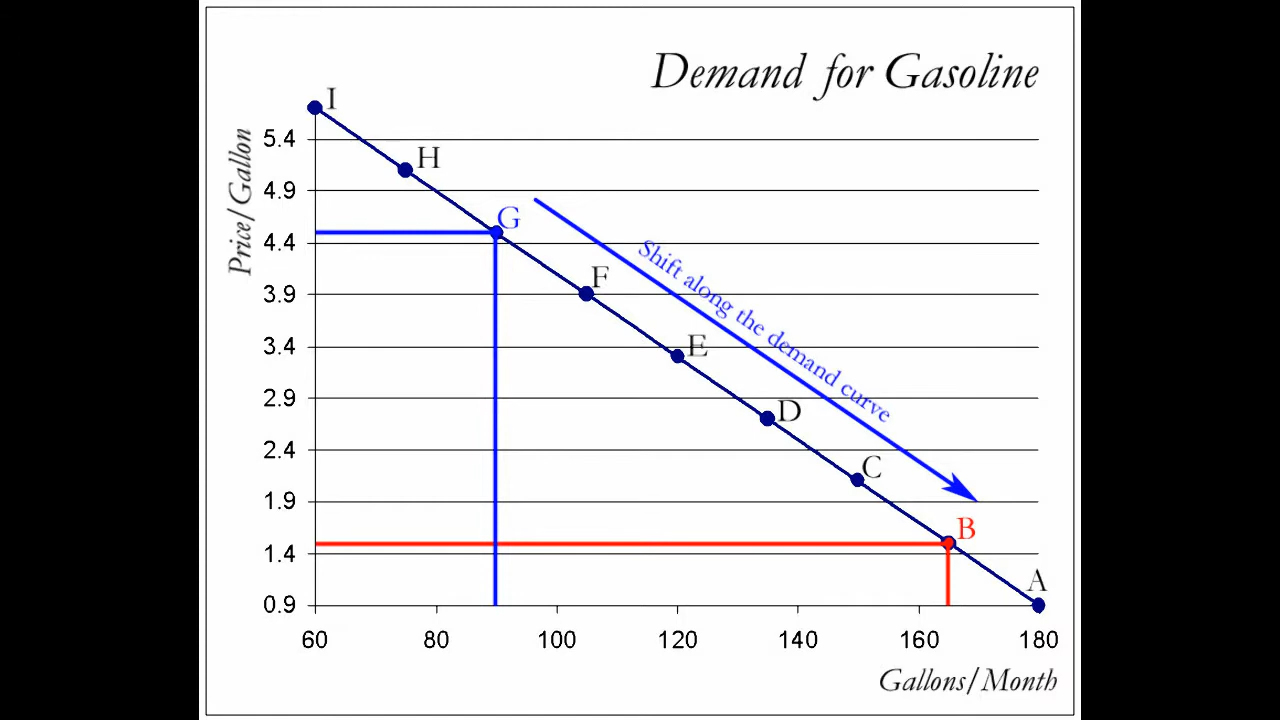 Demand for Gasoline
I
Price/Gallon
5.4
H
4.9
G
4.4
Shift along the demand curve
F
3.9
E
3.4
2.9
D
2.4
C
1.9
B
1.4
A
0.9
60 80 100 120 140 160 180
Gallons/Month